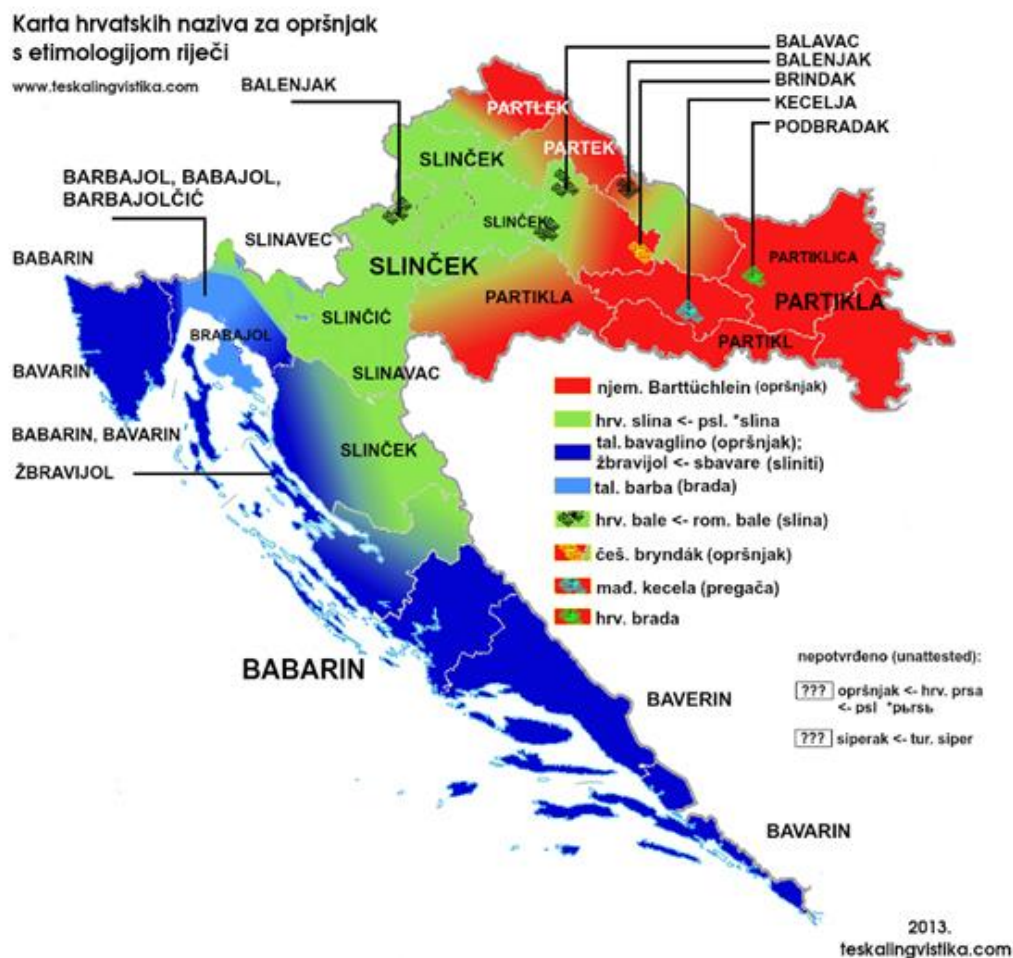 Karta hrvatskih naziva za opršnjak
s etimologijom riječi
www.teskalingvistika.com
BALENJAK
BALAVAC
BALENJAK
BRINDAK
KECELJA
PODBRADAK
PARTLEK
PARTEK
SLINČEK
BARBAJOL, BABAJOL,
BARBAJOLČIĆ
SLINAVEC
SLINČEK
BABARIN
SLINČEK
PARTIKLICA
PARTIKLA
PARTIKLA
SLINČIĆ
BRABAJOL
PARTIKL
BAVARIN
SLINAVAC
BABARIN, BAVARIN
SLINČEK
ŽBRAVIJOL
njem. Barttüchlein (opršnjak)
hrv. slina <- psl. *slina
tal. bavaglino (opršnjak);
žbravijol <- sbavare (sliniti)
tal. barba (brada)
hrv. bale <- rom. bale (slina)
češ. bryndák (opršnjak)
mađ. kecela (pregača)
hrv. brada
BABARIN
BAVERIN
BAVARIN
nepotvrđeno (unattested):
??? opršnjak <- hrv. prsa
<- psl *pьrsь
??? siperak <- tur. siper
2013.
teskalingvistika.com